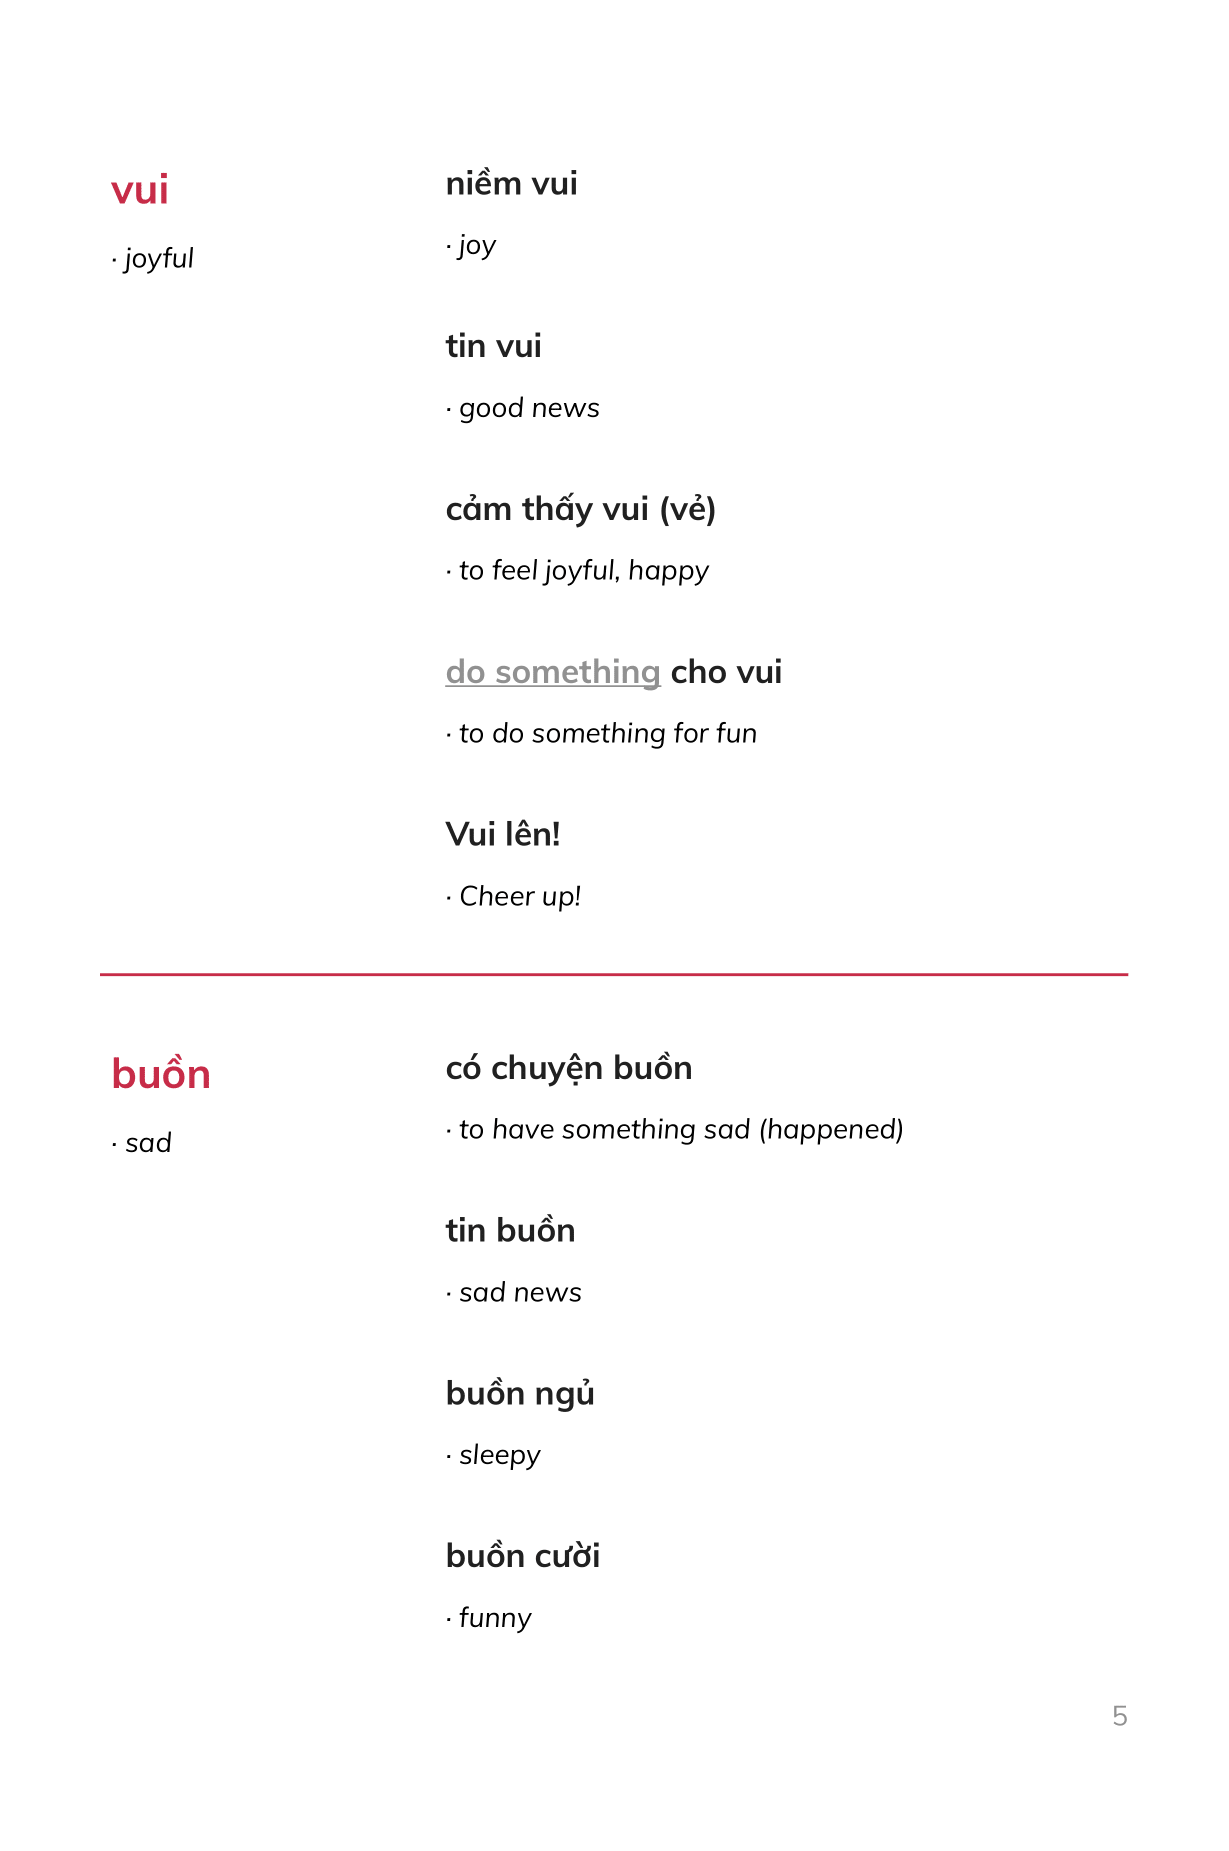 vui
· joyful
niềm vui
· joy
tin vui
· good news
cảm thấy vui (vẻ)
· to feel joyful, happy
do something cho vui
· to do something for fun
Vui lên!
· Cheer up!
buồn
· sad
có chuyện buồn
· to have something sad (happened)
tin buồn
· sad news
buồn ngủ
· sleepy
buồn cười
· funny
5